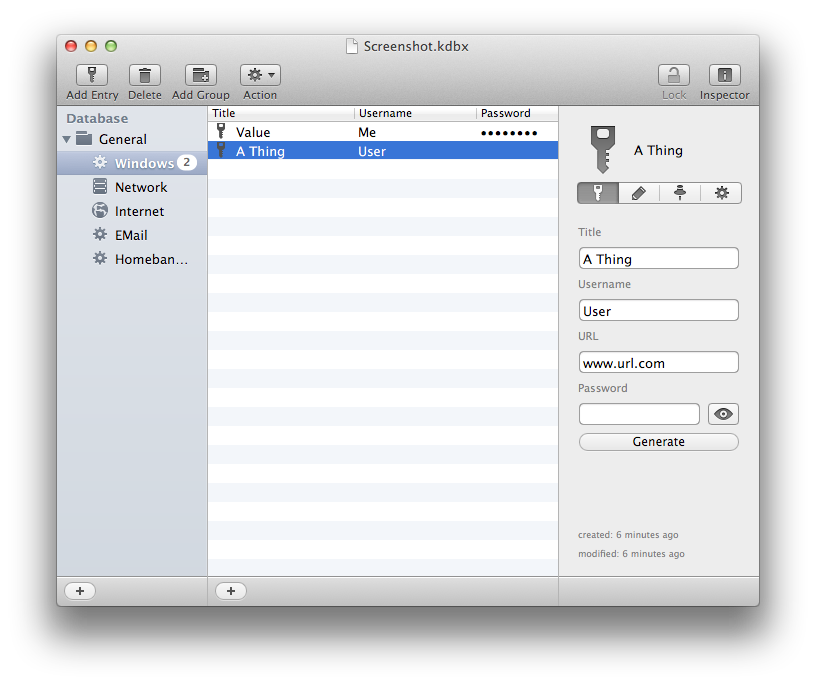 Screenshot.kdbx
Add Entry Delete Add Group Action Lock Inspector
Database
General
Windows 2
Network
Internet
EMail
Homeban...
Title Username Password
Value Me ••••••••
A Thing User
A Thing
Title
A Thing
Username
User
URL
www.url.com
Password
Generate
created: 6 minutes ago
modified: 6 minutes ago
+ +